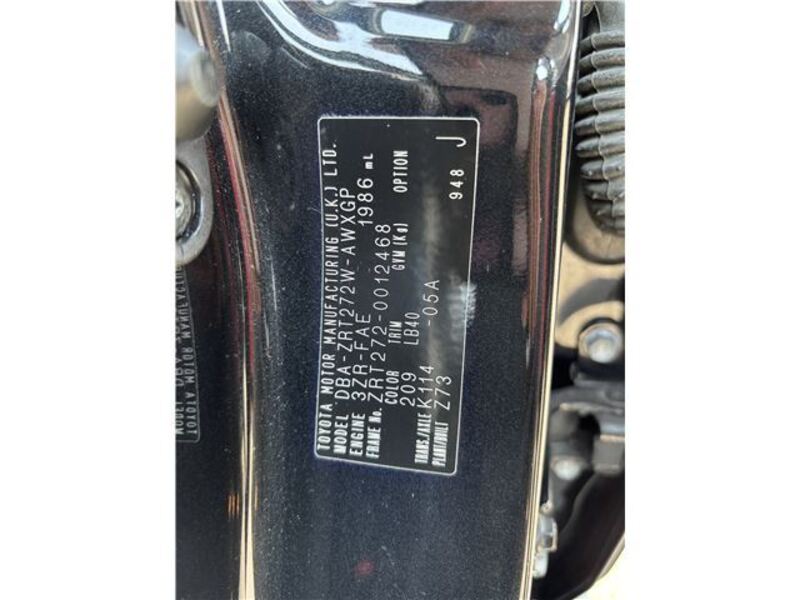 TOYOTA MOTOR MANUFACTURING (U.K.) LTD.
MODEL DBA-ZRT272W-AWXGP
ENGINE 3ZR-FAE 1986 mL
FRAME No. ZRT272-0012468
COLOR TRIM GVM(Kg) OPTION
209 LB40
TRANS./AXLE K114 -05A
PLANT/BUILT Z73 948 J